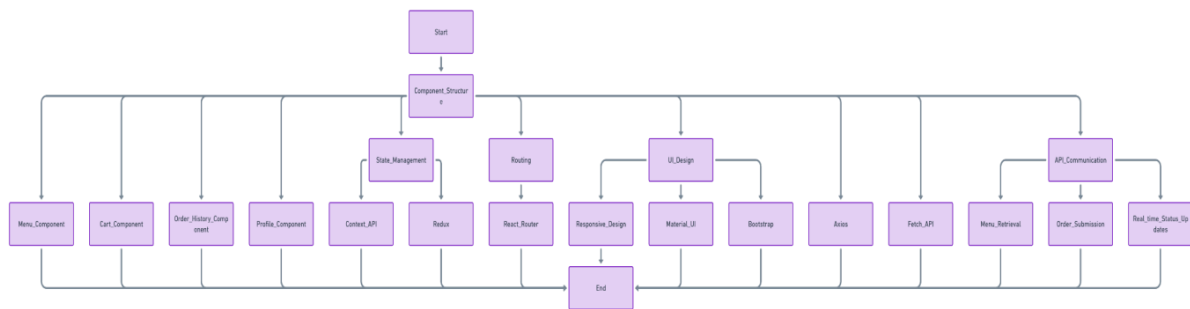 Start
Component_Structur
e
State_Management
Routing
UI_Design
API_Communication
Menu_Component
Cart_Component
Order_History_Comp
onent
Profile_Component
Context_API
Redux
React_Router
Responsive_Design
Material_UI
Bootstrap
Axios
Fetch_API
Menu_Retrieval
Order_Submission
Real_time_Status_Up
dates
End